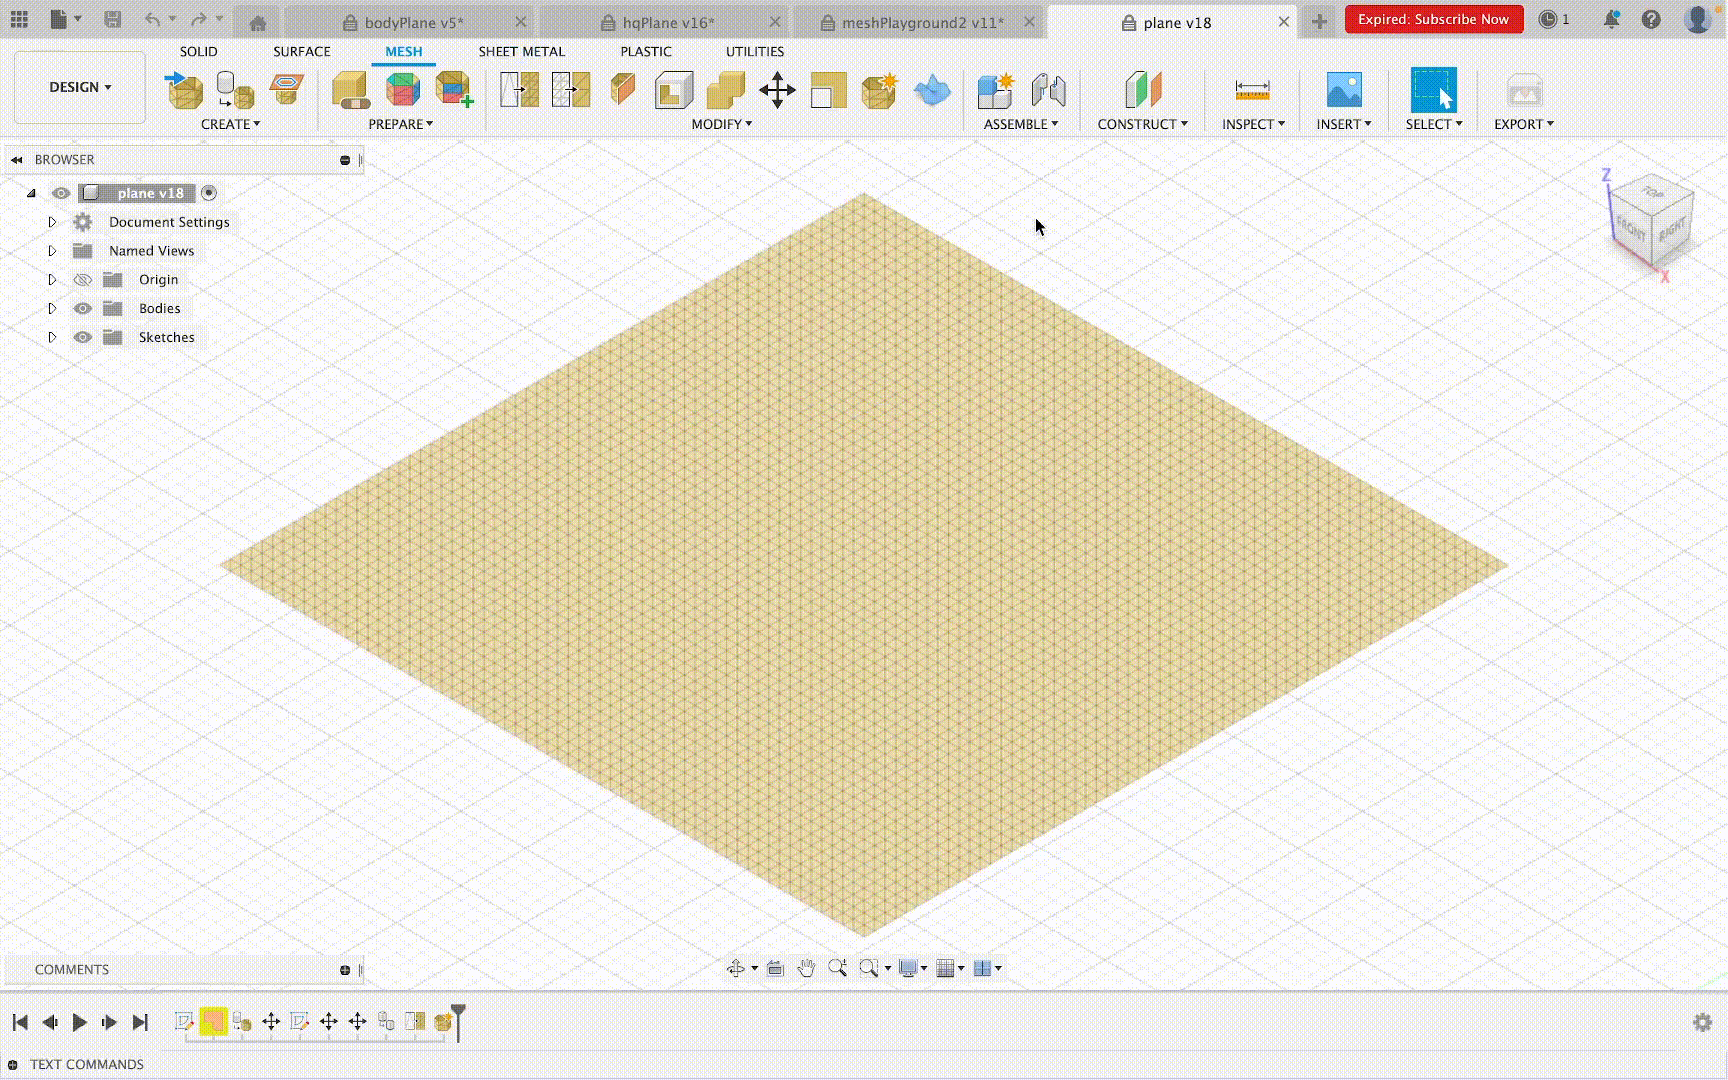 bodyPlane v5*
hqPlane v16*
meshPlayground2 v11*
plane v18
Expired: Subscribe Now
1
SOLID
SURFACE
MESH
SHEET METAL
PLASTIC
UTILITIES
DESIGN
CREATE
PREPARE
MODIFY
ASSEMBLE
CONSTRUCT
INSPECT
INSERT
SELECT
EXPORT
BROWSER
plane v18
Document Settings
Named Views
Origin
Bodies
Sketches
Z
TOP
FRONT
RIGHT
X
COMMENTS
TEXT COMMANDS